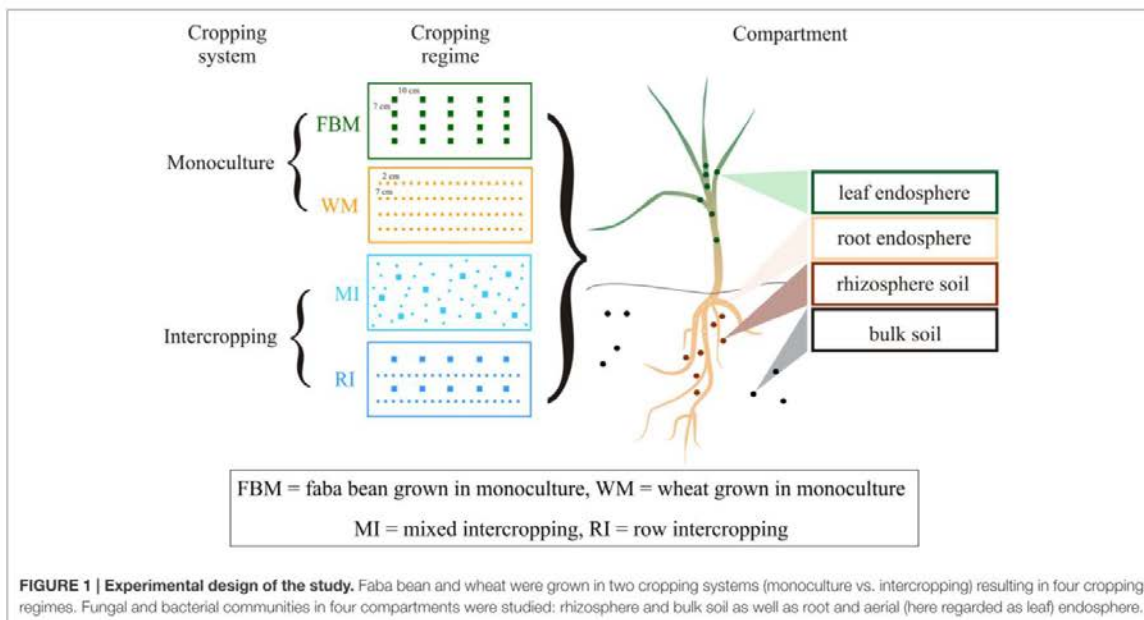 Cropping system
Cropping regime
Compartment
10 cm
7 cm
FBM
Monoculture
2 cm
7 cm
WM
MI
Intercropping
RI
leaf endosphere
root endosphere
rhizosphere soil
bulk soil
FBM = faba bean grown in monoculture, WM = wheat grown in monoculture
MI = mixed intercropping, RI = row intercropping
FIGURE 1 | Experimental design of the study. Faba bean and wheat were grown in two cropping systems (monoculture vs. intercropping) resulting in four cropping
regimes. Fungal and bacterial communities in four compartments were studied: rhizosphere and bulk soil as well as root and aerial (here regarded as leaf) endosphere.